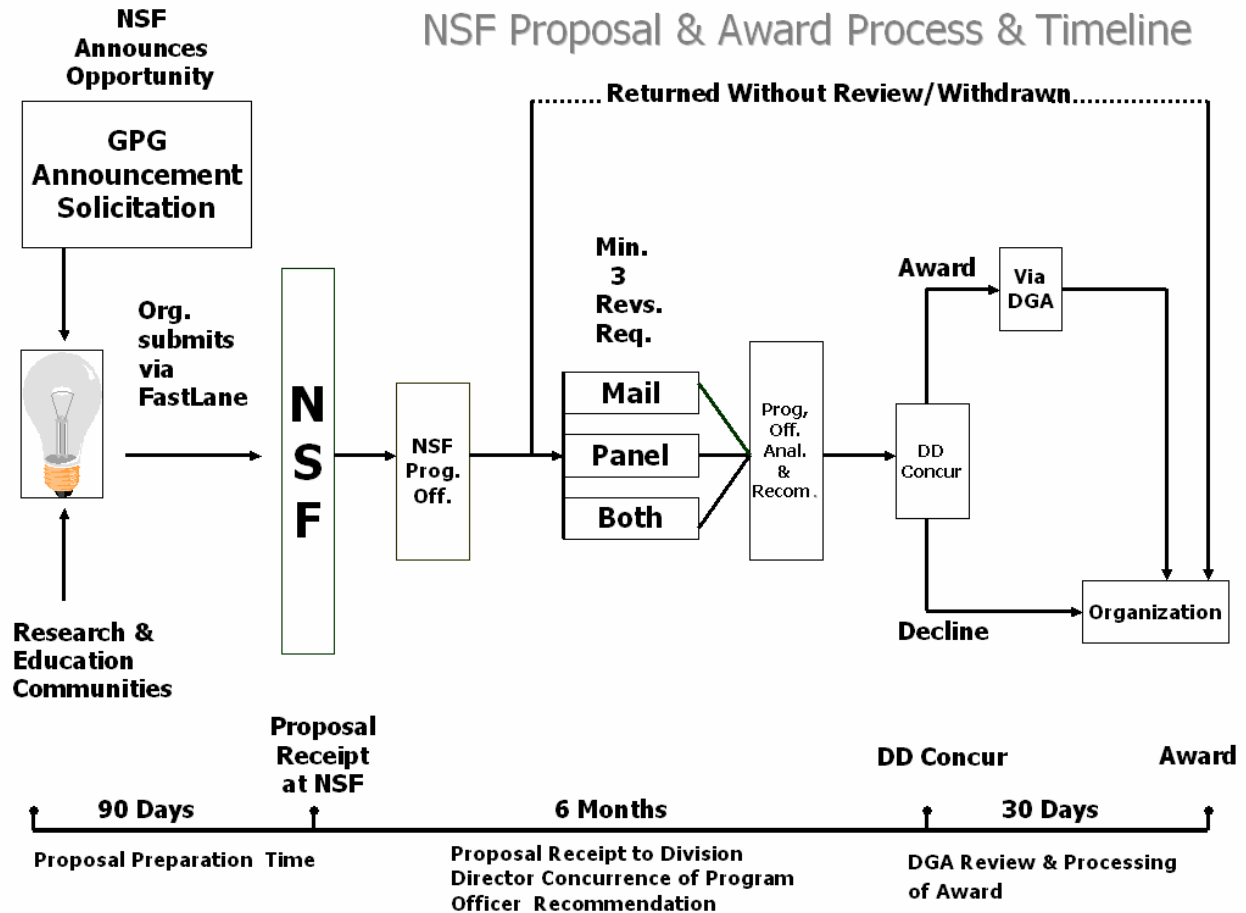 NSF Proposal & Award Process & Timeline
NSF
Announces
Opportunity
GPG
Announcement
Solicitation
Returned Without Review/Withdrawn
Org.
submits
via
FastLane
N
S
F
NSF
Prog.
Off.
Min.
3
Revs.
Req.
Mail
Panel
Both
Prog,
Off.
Anal.
&
Recom.
DD
Concur
Award
Via
DGA
Decline
Organization
Research &
Education
Communities
Proposal
Receipt
at NSF
DD Concur
Award
90 Days
6 Months
30 Days
Proposal Preparation Time
Proposal Receipt to Division
Director Concurrence of Program
Officer Recommendation
DGA Review & Processing
of Award